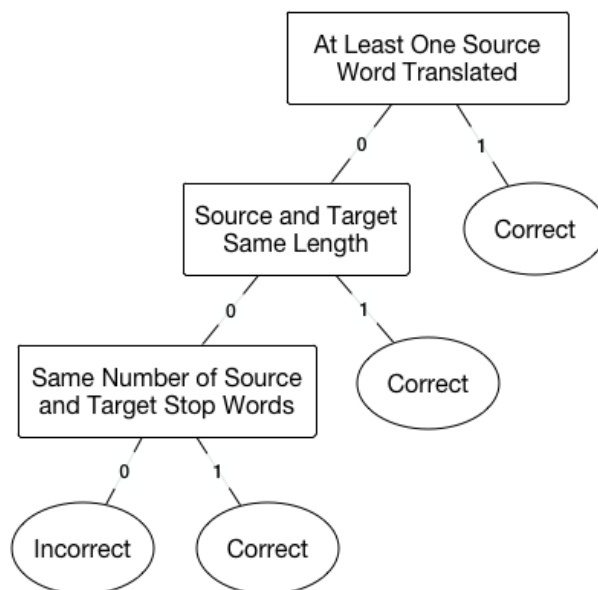 At Least One Source
Word Translated
0
1
Source and Target
Same Length
Correct
0
1
Same Number of Source
and Target Stop Words
Correct
0
1
Incorrect
Correct